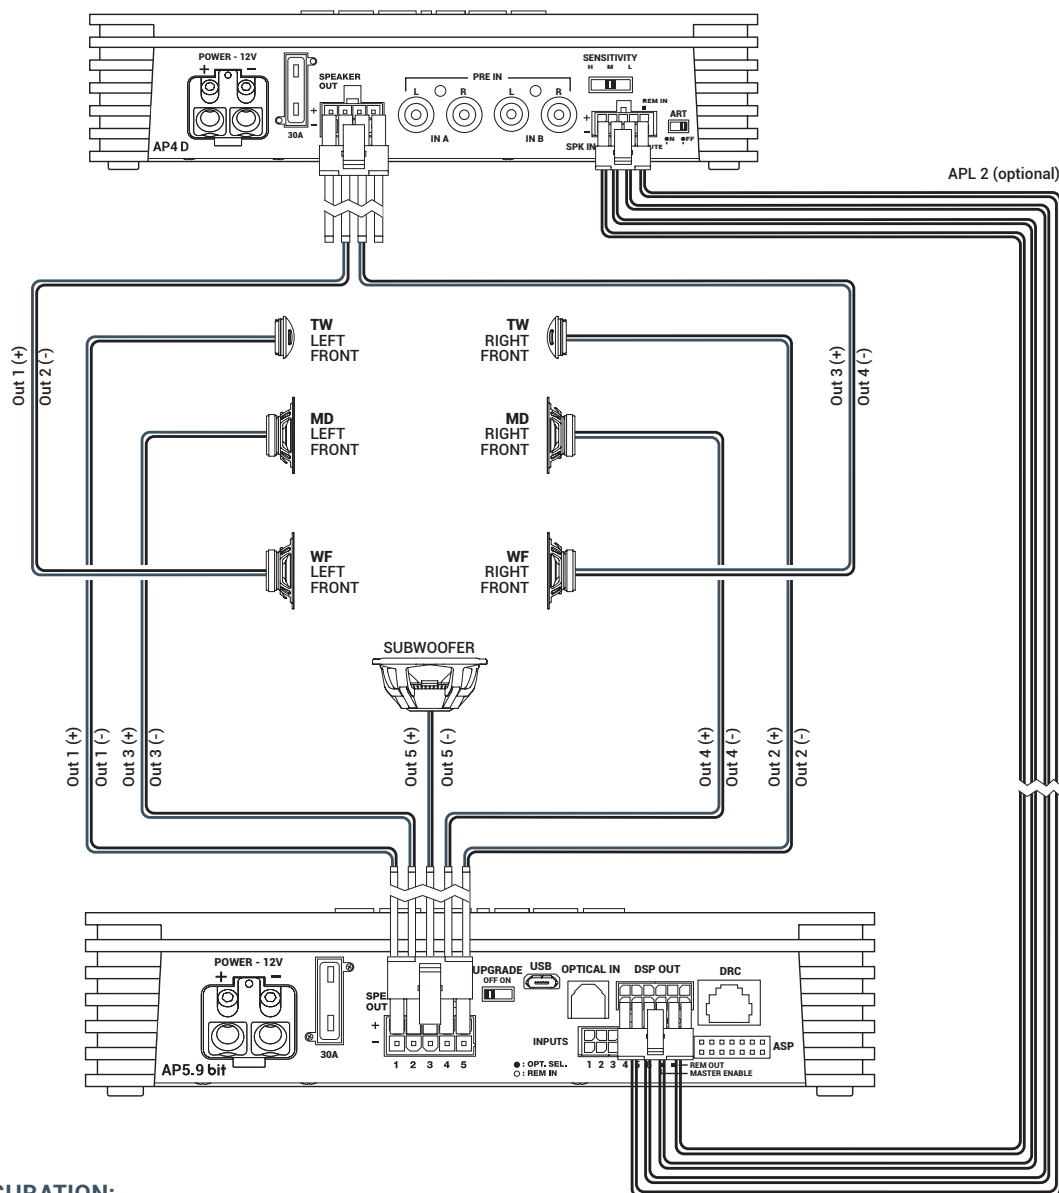 POWER - 12V
+ -
30A
SPEAKER
OUT
+
-
PRE IN
L R L R
IN A IN B
SENSITIVITY
H M L
REM IN
ART
ON OFF
+
-
SPK IN
AP4 D
APL 2 (optional)
Out 1 (+)
Out 2 (-)
TW
LEFT
FRONT
TW
RIGHT
FRONT
Out 3 (+)
Out 4 (-)
MD
LEFT
FRONT
MD
RIGHT
FRONT
WF
LEFT
FRONT
WF
RIGHT
FRONT
SUBWOOFER
Out 1 (+)
Out 1 (-)
Out 3 (+)
Out 3 (-)
Out 5 (+)
Out 5 (-)
Out 4 (+)
Out 4 (-)
Out 2 (+)
Out 2 (-)
POWER - 12V
+ -
30A
OUT
+
-
1 2 3 4 5
UPGRADE
OFF ON
USB
OPTICAL IN
DSP OUT
DRC
INPUTS
1 2 3 4
ASP
: OPT. SEL.
: REM IN
REM OUT
MASTER ENABLE
AP5.9 bit